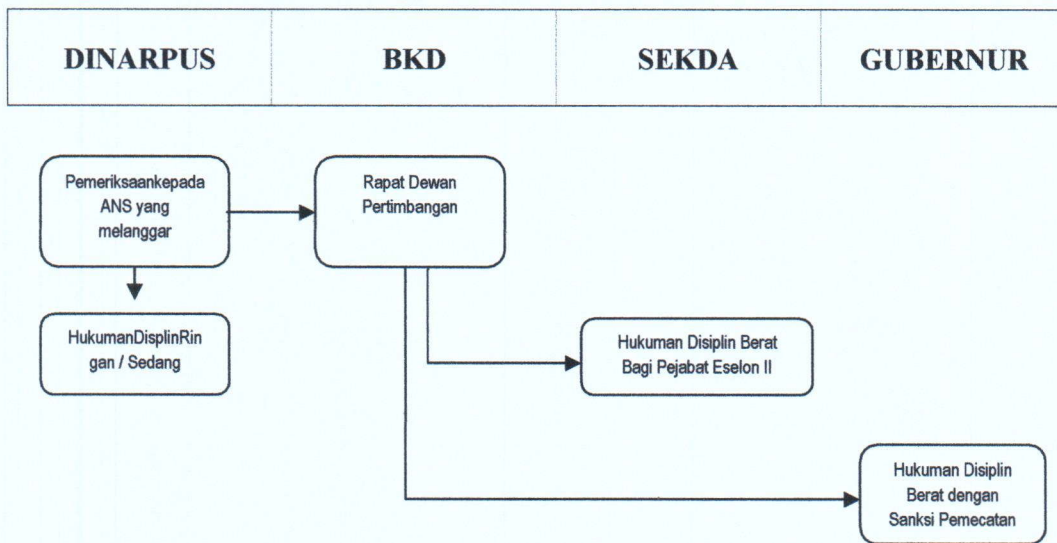 DINARPUS
BKD
SEKDA
GUBERNUR
Pemeriksaankepada
ANS yang
melanggar
Rapat Dewan
Pertimbangan
HukumanDisplinRin
gan / Sedang
Hukuman Disiplin Berat
Bagi Pejabat Eselon II
Hukuman Disiplin
Berat dengan
Sanksi Pemecatan